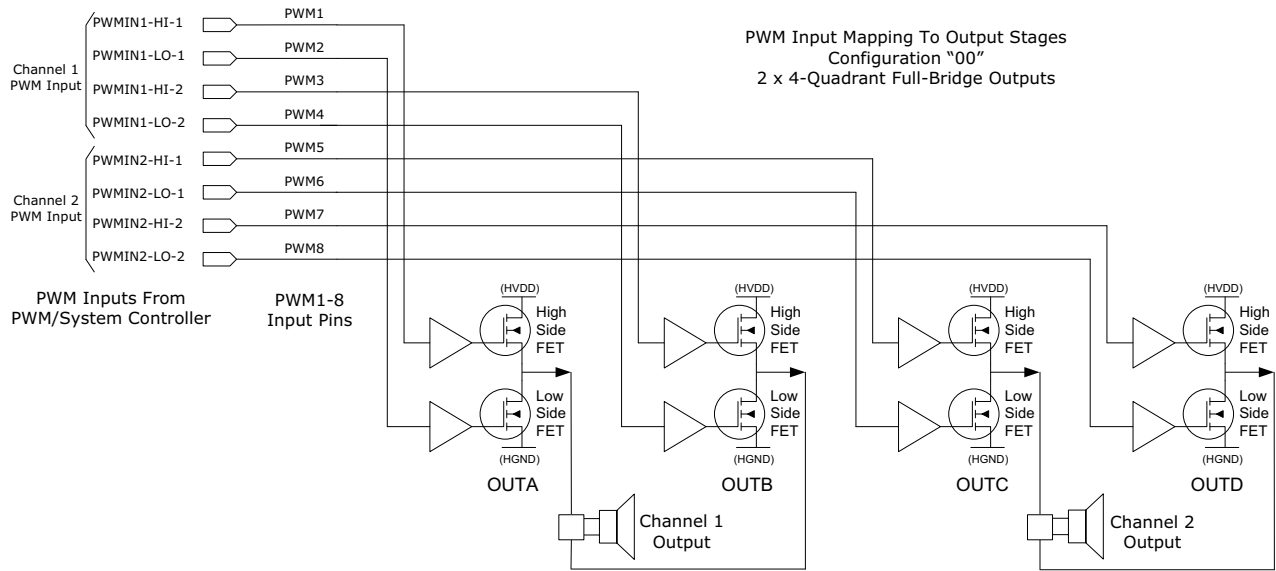 PWM Input Mapping To Output Stages
Configuration “00”
2 x 4-Quadrant Full-Bridge Outputs
Channel 1
PWM Input
PWMIN1-HI-1
PWM1
PWMIN1-LO-1
PWM2
PWMIN1-HI-2
PWM3
PWMIN1-LO-2
PWM4
Channel 2
PWM Input
PWMIN2-HI-1
PWM5
PWMIN2-LO-1
PWM6
PWMIN2-HI-2
PWM7
PWMIN2-LO-2
PWM8
PWM Inputs From
PWM/System Controller
PWM1-8
Input Pins
(HVDD)
High
Side
FET
Low
Side
FET
(HGND)
OUTA
(HVDD)
High
Side
FET
Low
Side
FET
(HGND)
OUTB
(HVDD)
High
Side
FET
Low
Side
FET
(HGND)
OUTC
(HVDD)
High
Side
FET
Low
Side
FET
(HGND)
OUTD
Channel 1
Output
Channel 2
Output